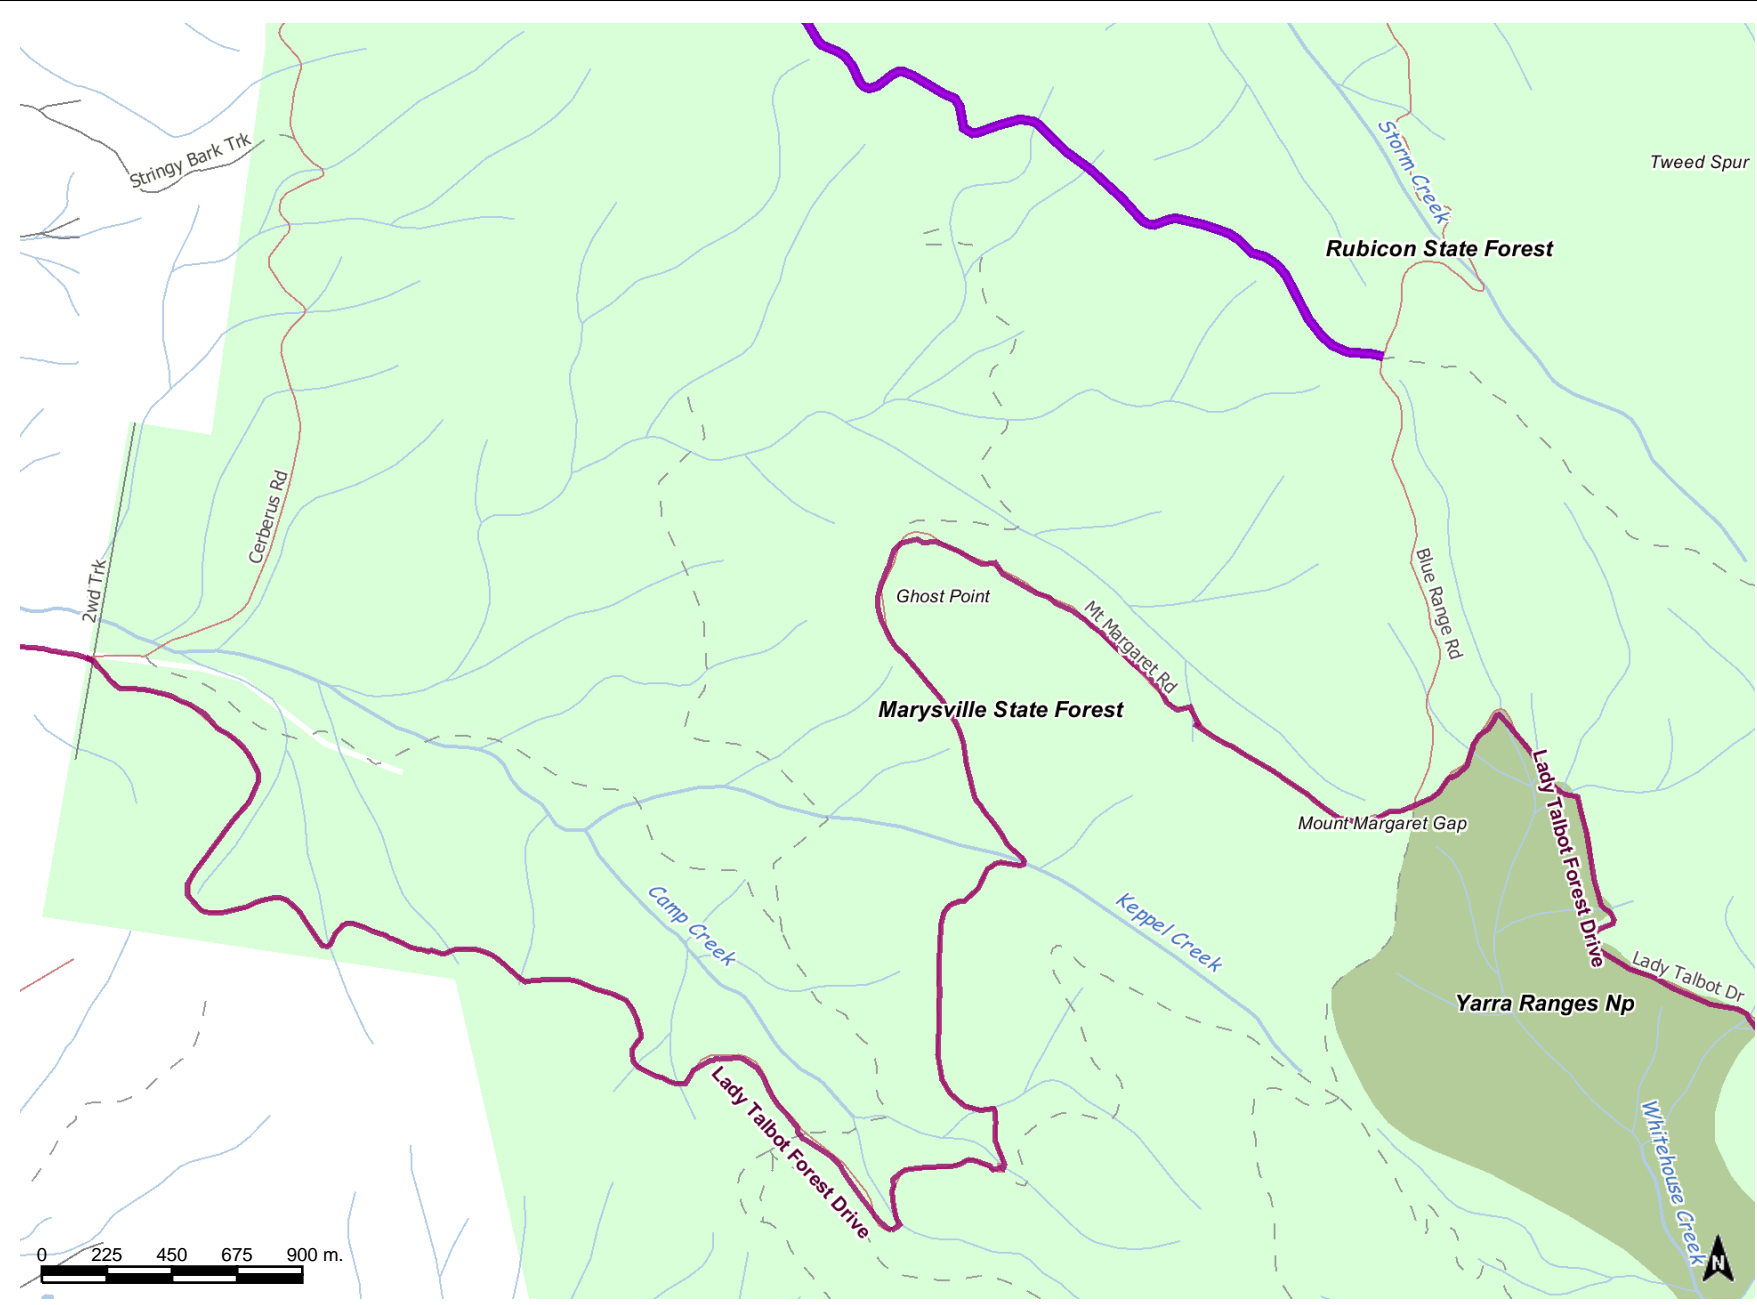 Stringy Bark Trk
Storm Creek
Tweed Spur
Rubicon State Forest
Cerberus Rd
2wd Trk
Blue Range Rd
Ghost Point
Mt Margaret Rd
Marysville State Forest
Mount Margaret Gap
Lady Talbot Forest Drive
Camp Creek
Keppel Creek
Lady Talbot Dr
Yarra Ranges Np
Lady Talbot Forest Drive
Whitehouse Creek
0 225 450 675 900 m.
N